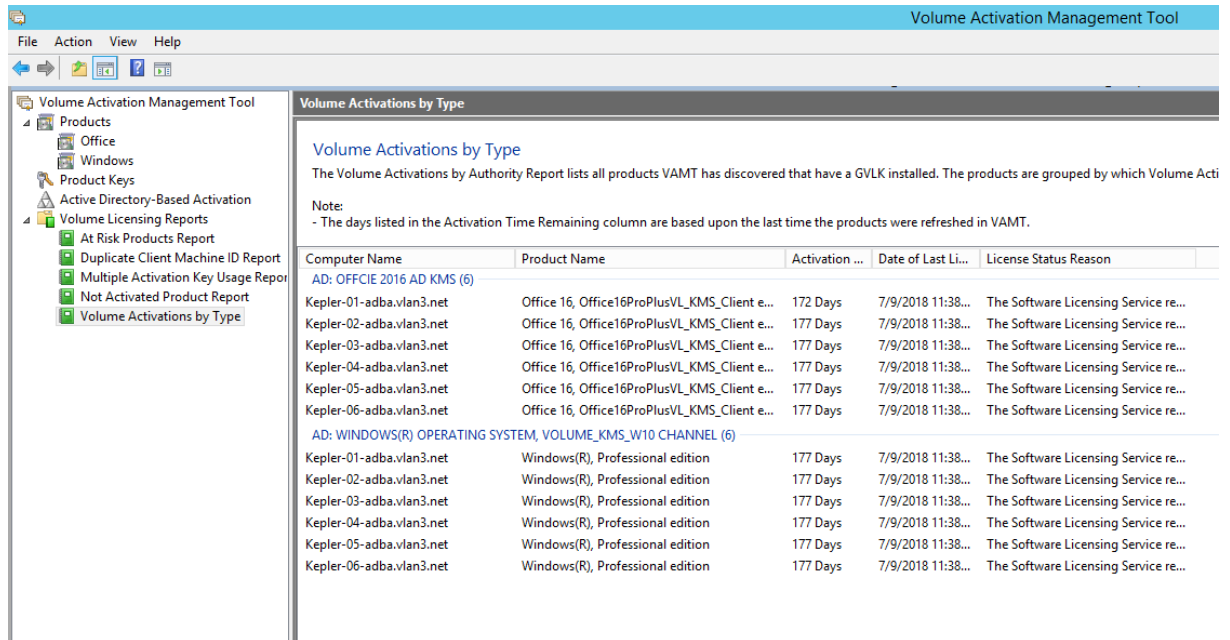 Volume Activation Management Tool
File Action View Help
Volume Activation Management Tool
Products
Office
Windows
Product Keys
Active Directory-Based Activation
Volume Licensing Reports
At Risk Products Report
Duplicate Client Machine ID Report
Multiple Activation Key Usage Repor
Not Activated Product Report
Volume Activations by Type
Volume Activations by Type
Volume Activations by Type
The Volume Activations by Authority Report lists all products VAMT has discovered that have a GVLK installed. The products are grouped by which Volume Acti
Note:
- The days listed in the Activation Time Remaining column are based upon the last time the products were refreshed in VAMT.
Computer Name Product Name Activation ... Date of Last Li... License Status Reason
AD: OFFCIE 2016 AD KMS (6)
Kepler-01-adba.vlan3.net Office 16, Office16ProPlusVL_KMS_Client e... 172 Days 7/9/2018 11:38... The Software Licensing Service re...
Kepler-02-adba.vlan3.net Office 16, Office16ProPlusVL_KMS_Client e... 177 Days 7/9/2018 11:38... The Software Licensing Service re...
Kepler-03-adba.vlan3.net Office 16, Office16ProPlusVL_KMS_Client e... 177 Days 7/9/2018 11:38... The Software Licensing Service re...
Kepler-04-adba.vlan3.net Office 16, Office16ProPlusVL_KMS_Client e... 177 Days 7/9/2018 11:38... The Software Licensing Service re...
Kepler-05-adba.vlan3.net Office 16, Office16ProPlusVL_KMS_Client e... 177 Days 7/9/2018 11:38... The Software Licensing Service re...
Kepler-06-adba.vlan3.net Office 16, Office16ProPlusVL_KMS_Client e... 177 Days 7/9/2018 11:38... The Software Licensing Service re...
AD: WINDOWS(R) OPERATING SYSTEM, VOLUME_KMS_W10 CHANNEL (6)
Kepler-01-adba.vlan3.net Windows(R), Professional edition 177 Days 7/9/2018 11:38... The Software Licensing Service re...
Kepler-02-adba.vlan3.net Windows(R), Professional edition 177 Days 7/9/2018 11:38... The Software Licensing Service re...
Kepler-03-adba.vlan3.net Windows(R), Professional edition 177 Days 7/9/2018 11:38... The Software Licensing Service re...
Kepler-04-adba.vlan3.net Windows(R), Professional edition 177 Days 7/9/2018 11:38... The Software Licensing Service re...
Kepler-05-adba.vlan3.net Windows(R), Professional edition 177 Days 7/9/2018 11:38... The Software Licensing Service re...
Kepler-06-adba.vlan3.net Windows(R), Professional edition 177 Days 7/9/2018 11:38... The Software Licensing Service re...